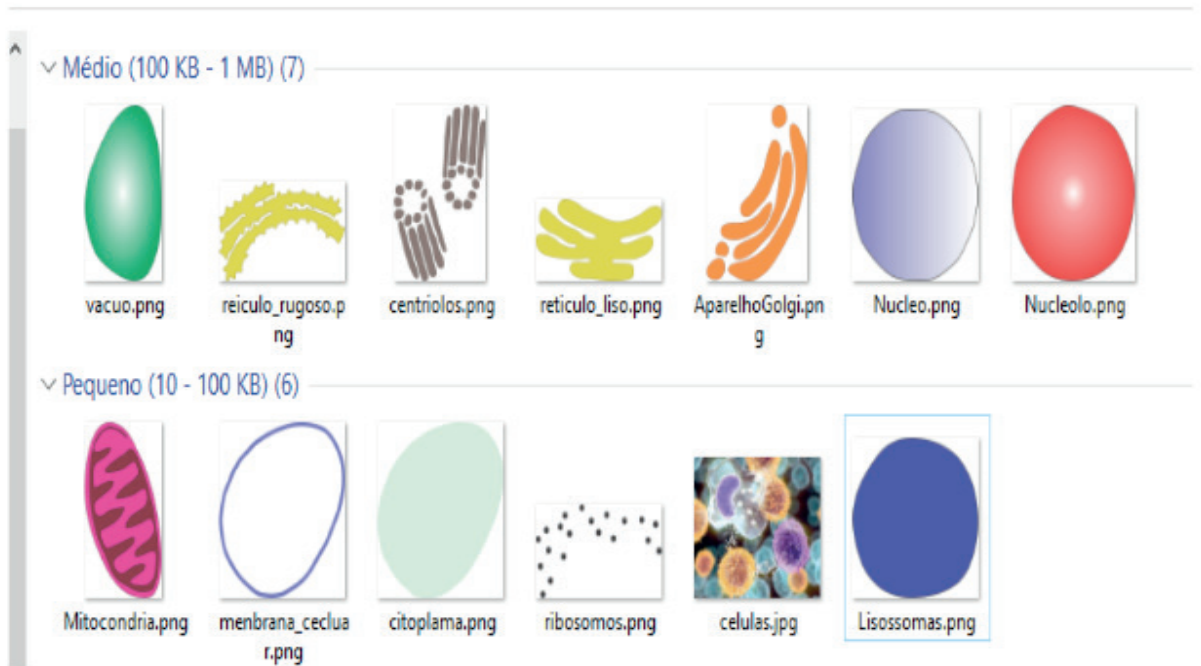 Médio (100 KB - 1 MB) (7)
vacuo.png
reiculo_rugoso.p
ng
centriolos.png
reticulo_liso.png
AparelhoGolgi.pn
g
Nucleo.png
Nucleolo.png
Pequeno (10 - 100 KB) (6)
Mitocondria.png
menbrana_ceclua
r.png
citoplama.png
ribosomos.png
celulas.jpg
Lisossomas.png